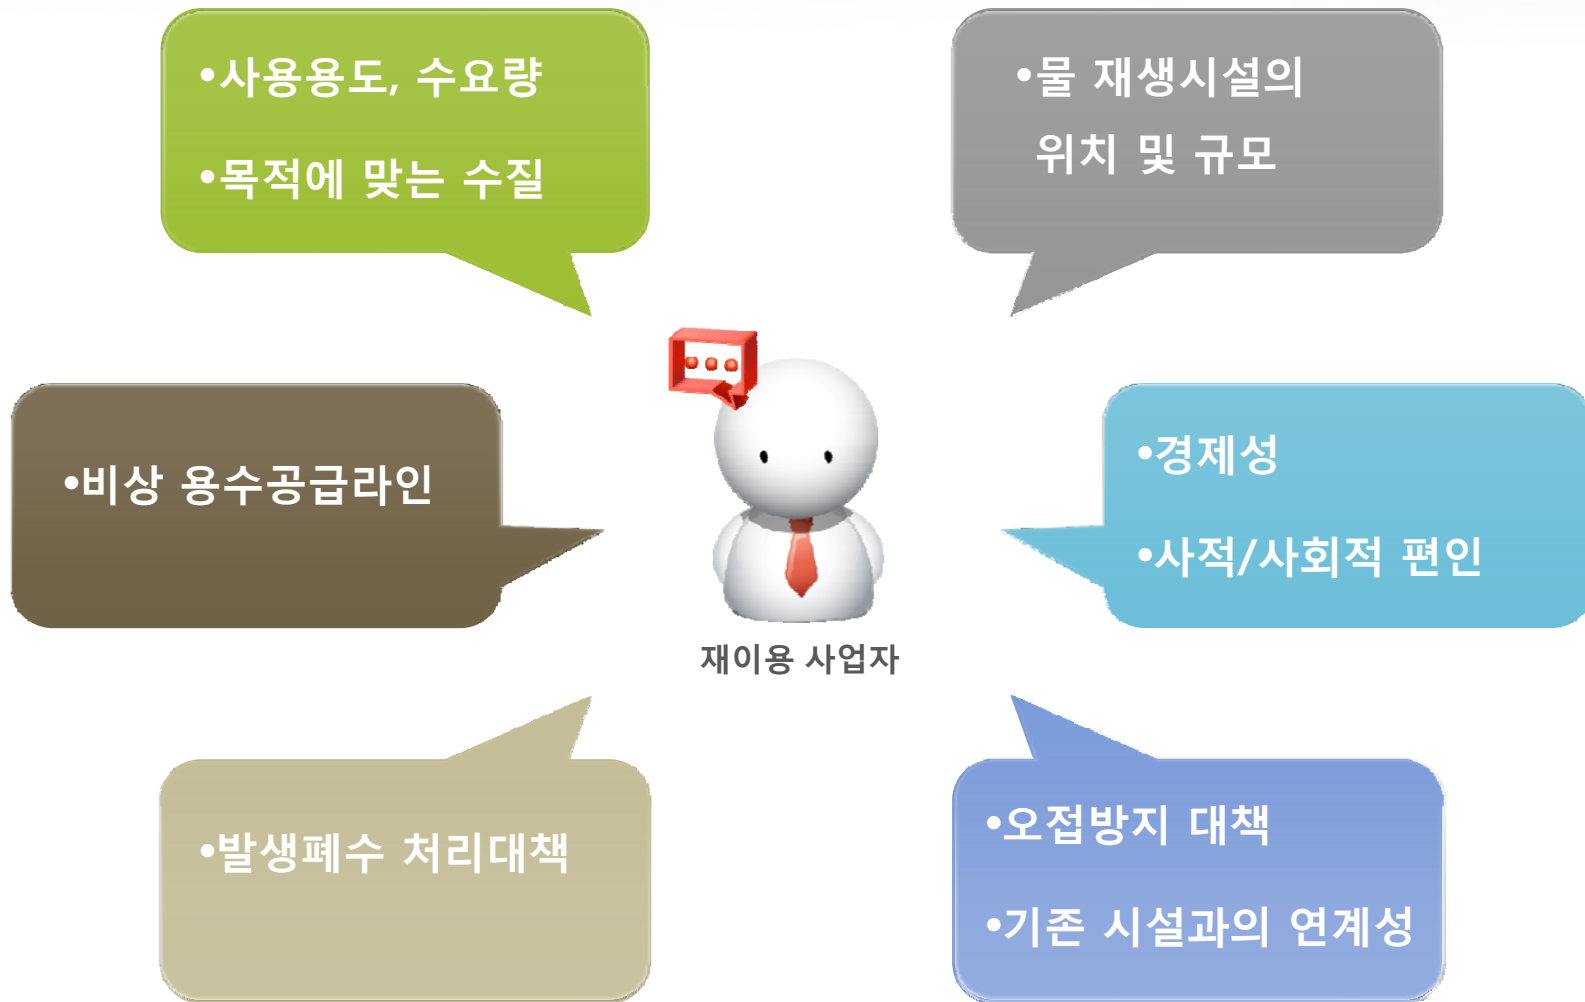 •사용용도, 수요량
•목적에 맞는 수질
•물 재생시설의
위치 및 규모
•비상 용수공급라인
•경제성
•사적/사회적 편인
재이용 사업자
•발생폐수 처리대책
•오접방지 대책
•기존 시설과의 연계성